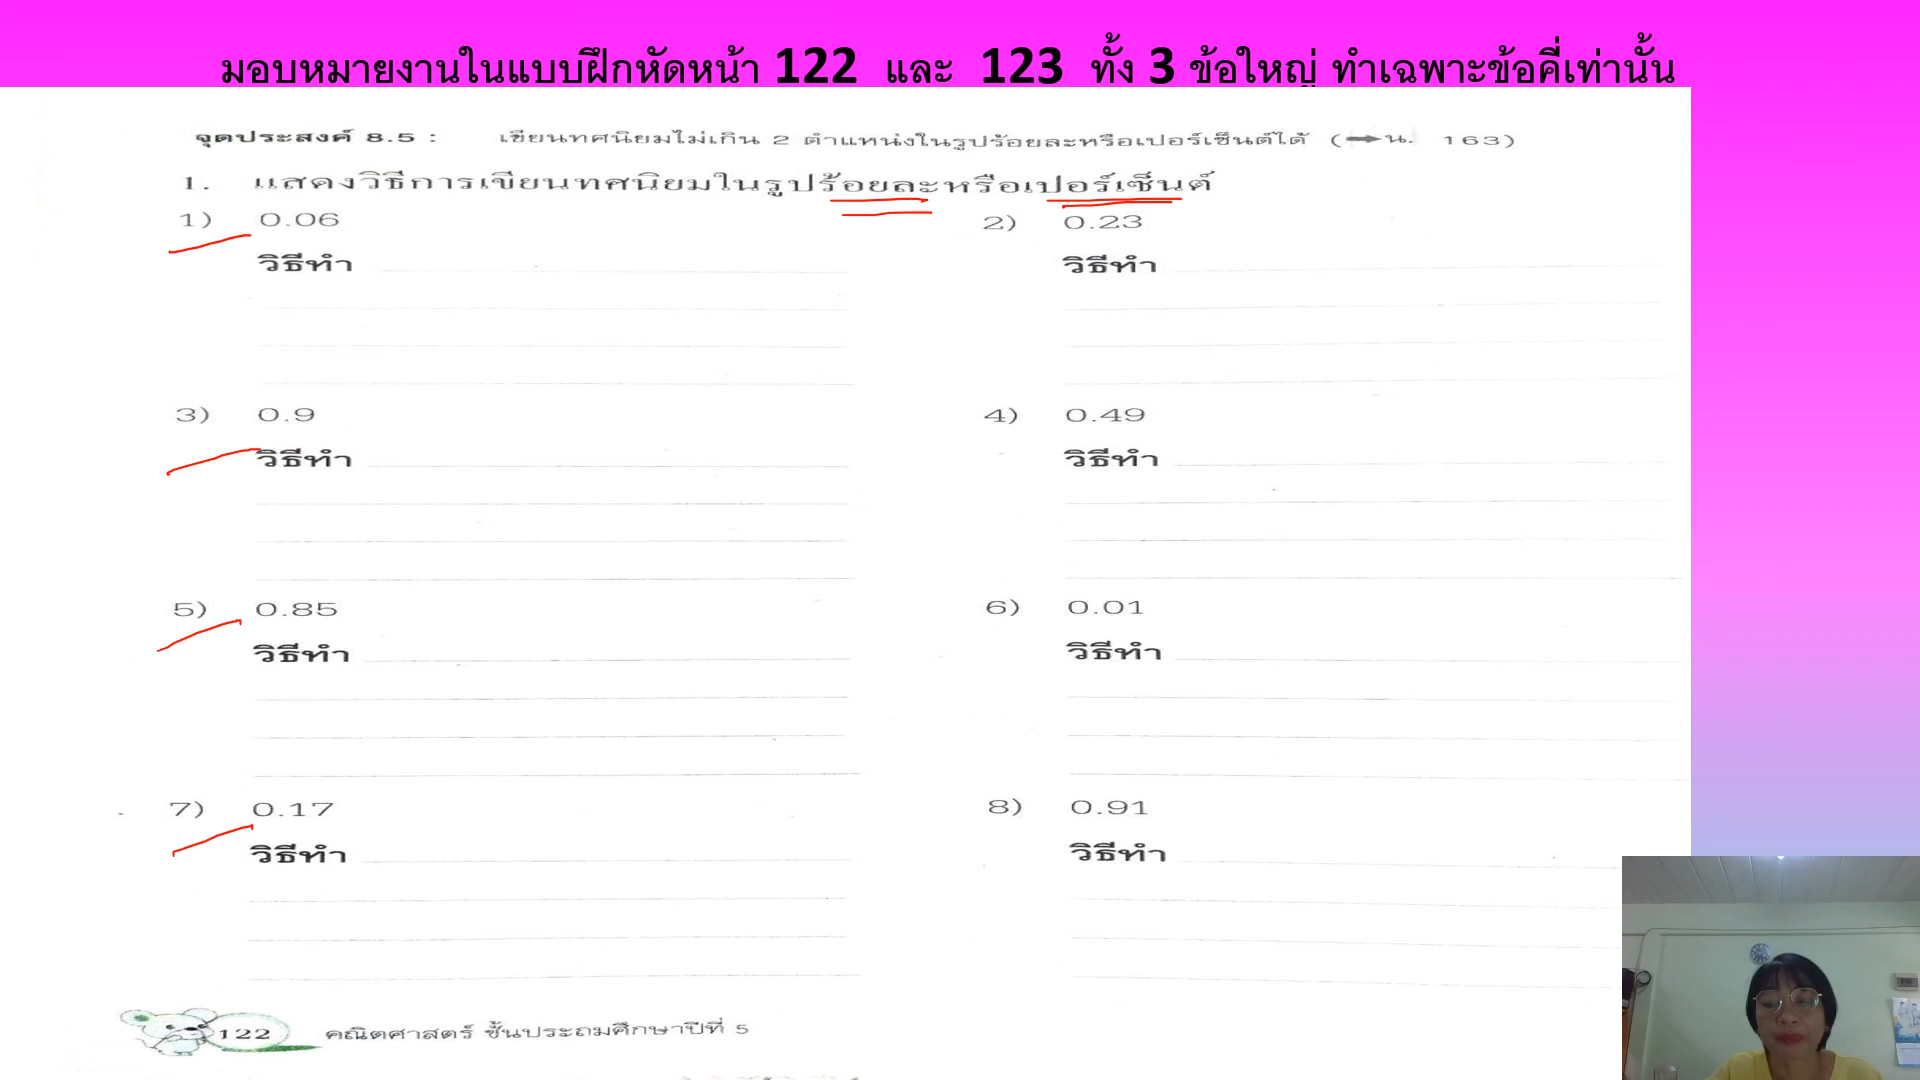 มอบหมายงานในแบบฝึกหัดหน้า 122 และ 123 ทั้ง 3 ข้อใหญ่ ทำเฉพาะข้อคี่เท่านั้น
จุดประสงค์ 8.5 : เขียนทศนิยมไม่เกิน 2 ตำแหน่งในรูปร้อยละหรือเปอร์เซ็นต์ได้ (➡น. 163)
1. แสดงวิธีการเขียนทศนิยมในรูปร้อยละหรือเปอร์เซ็นต์
1) 0.06 2) 0.23
วิธีทำ วิธีทำ
3) 0.9 4) 0.49
วิธีทำ วิธีทำ
5) 0.85 6) 0.01
วิธีทำ วิธีทำ
7) 0.17 8) 0.91
วิธีทำ วิธีทำ
122 คณิตศาสตร์ ชั้นประถมศึกษาปีที่ 5